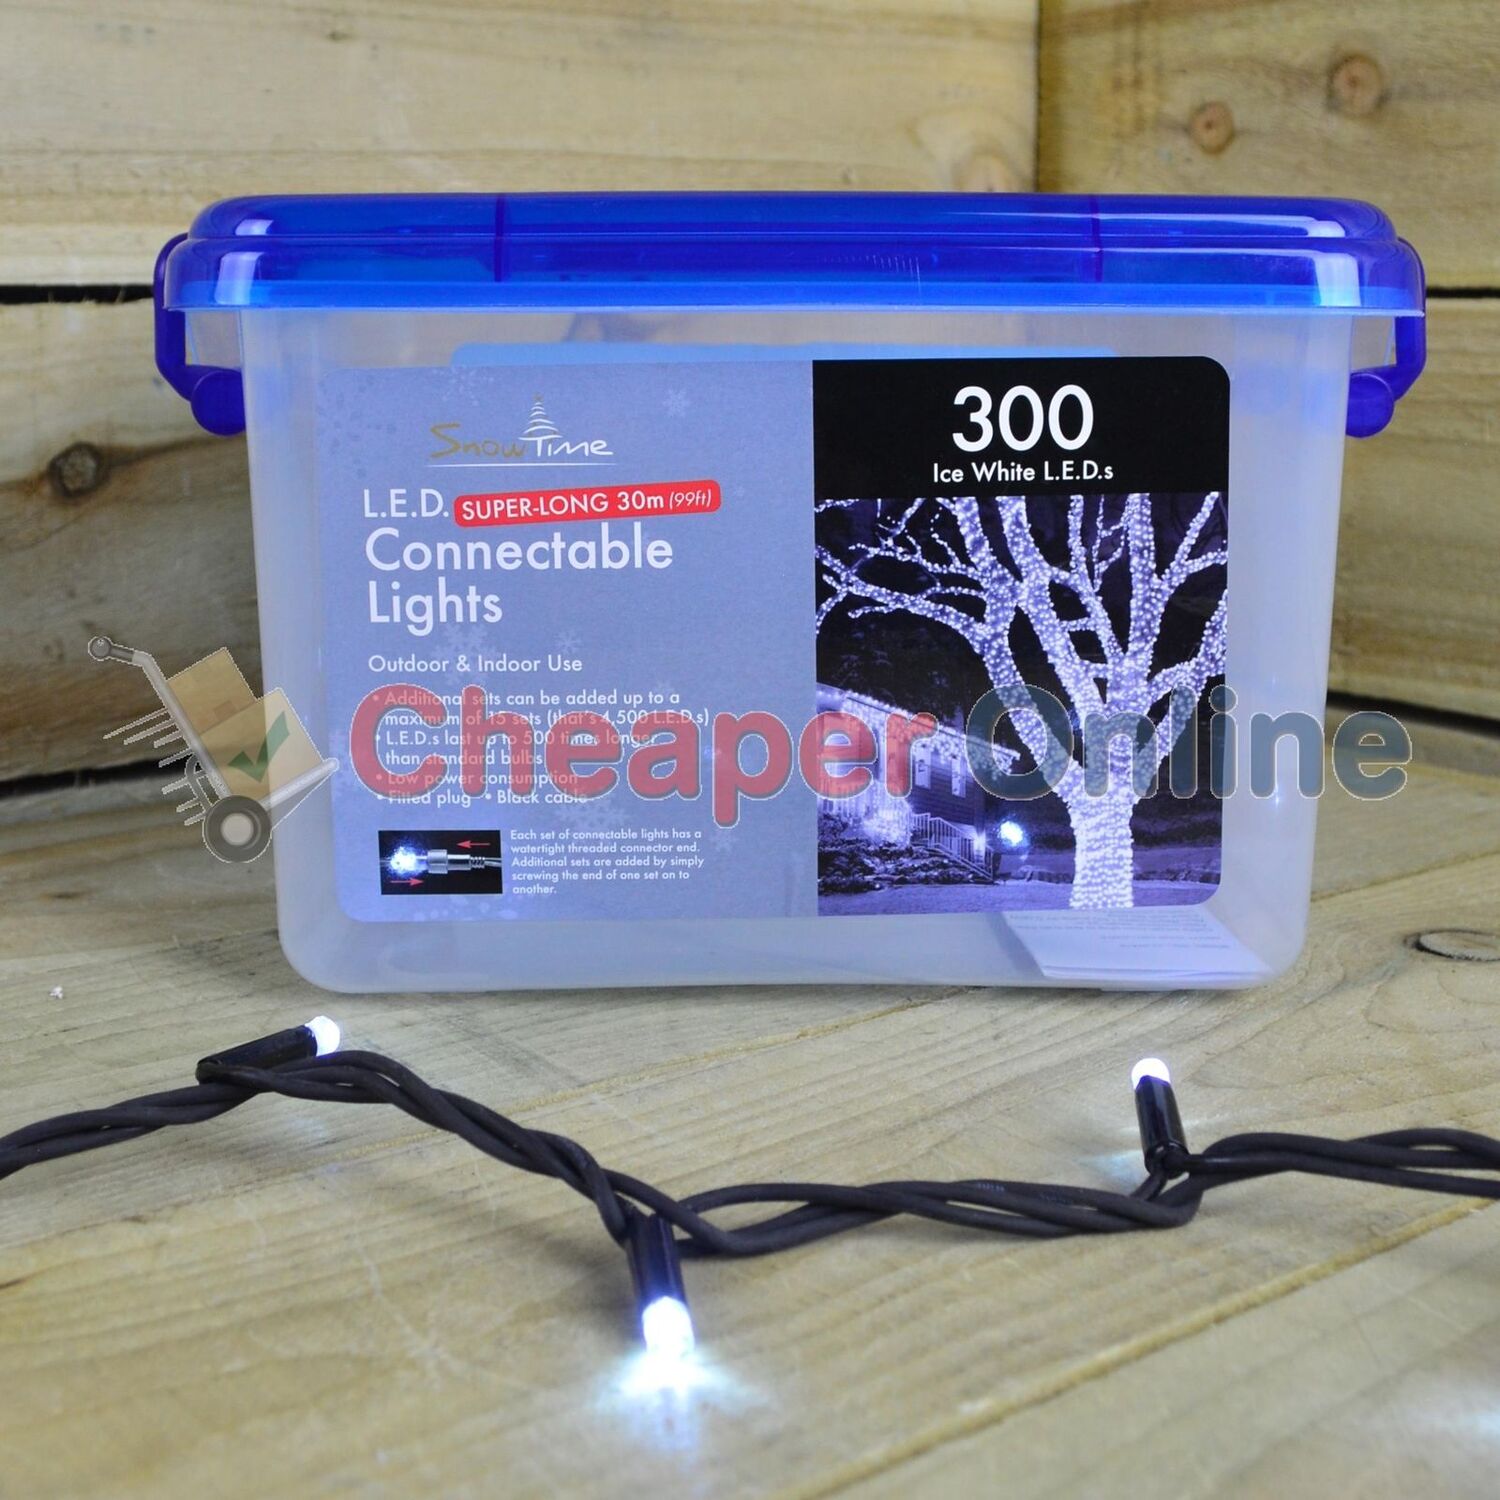 SnowTime
L.E.D. SUPER-LONG 30m (99ft)
Connectable
Lights
Outdoor & Indoor Use
• Additional sets can be added up to a
maximum of 15 sets (that's 4,500 L.E.D.s)
• L.E.D.s last up to 500 times longer
than standard bulbs
• Low power consumption
• Fitted plug • Black cable
Each set of connectable lights has a
watertight threaded connector end.
Additional sets are added by simply
screwing the end of one set on to
another.
300
Ice White L.E.D.s
Cheaper Online